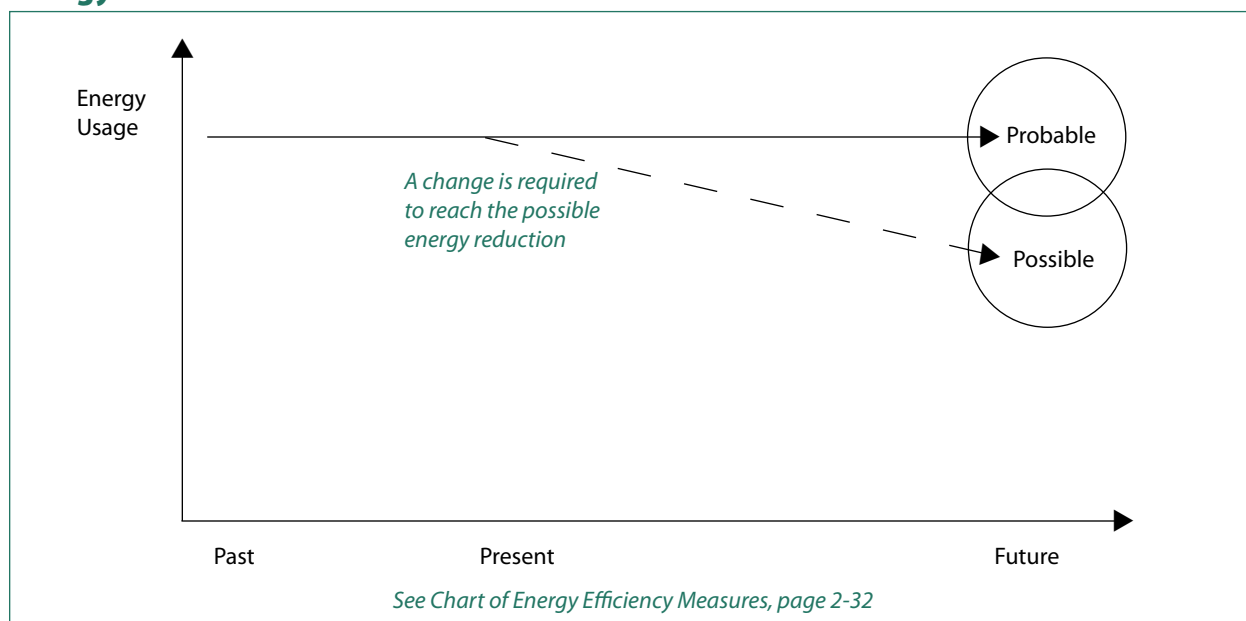 Energy
Usage
Probable
A change is required
to reach the possible
energy reduction
Possible
Past
Present
Future
See Chart of Energy Efficiency Measures, page 2-32